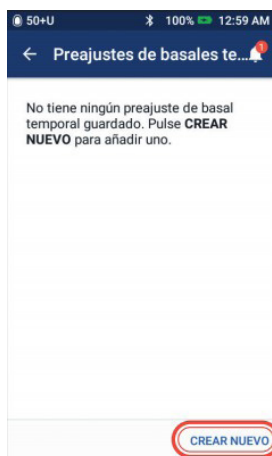 50+U 100% 12:59 AM
Preajustes de basales te... 1
No tiene ningún preajuste de basal
temporal guardado. Pulse CREAR
NUEVO para añadir uno.
CREAR NUEVO